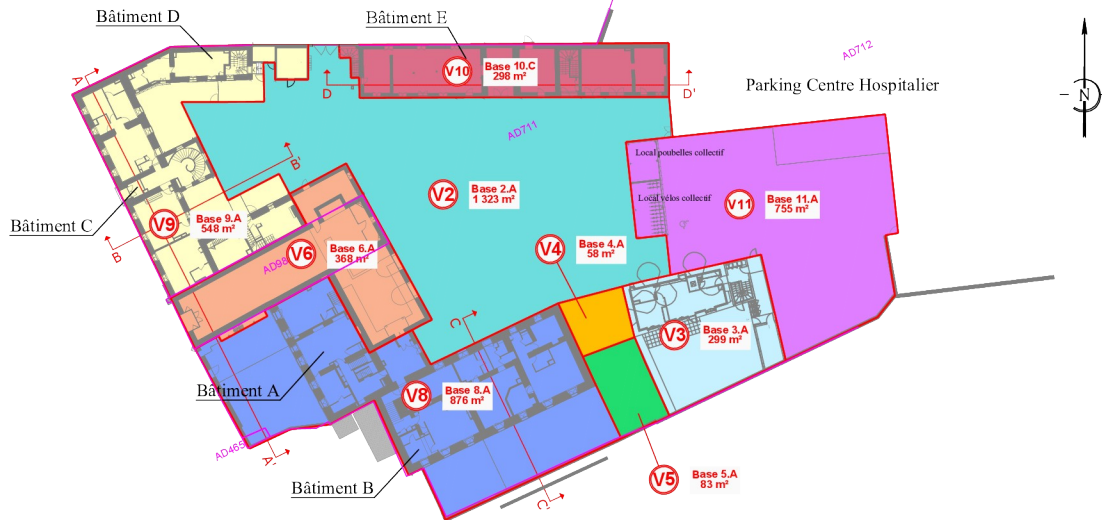 Bâtiment D
Bâtiment E
AD712
Parking Centre Hospitalier
N
A
V10
Base 10.C
298 m²
D
D'
AD711
B'
Local poubelles collectif
Local vélos collectif
V2
Base 2.A
1 323 m²
V11
Base 11.A
755 m²
Bâtiment C
V9
Base 9.A
548 m²
B
V6
Base 6.A
368 m²
AD98
V4
Base 4.A
58 m²
C
V3
Base 3.A
299 m²
Bâtiment A
V8
Base 8.A
876 m²
AD465
A'
Bâtiment B
C'
V5
Base 5.A
83 m²